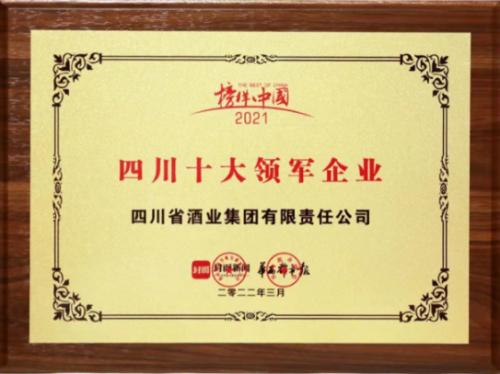 THE BEST OF CHINA
榜样中国
2021
四川十大领军企业
四川省酒业集团有限责任公司
封面 封面新闻 华西都市报
二零二二年三月